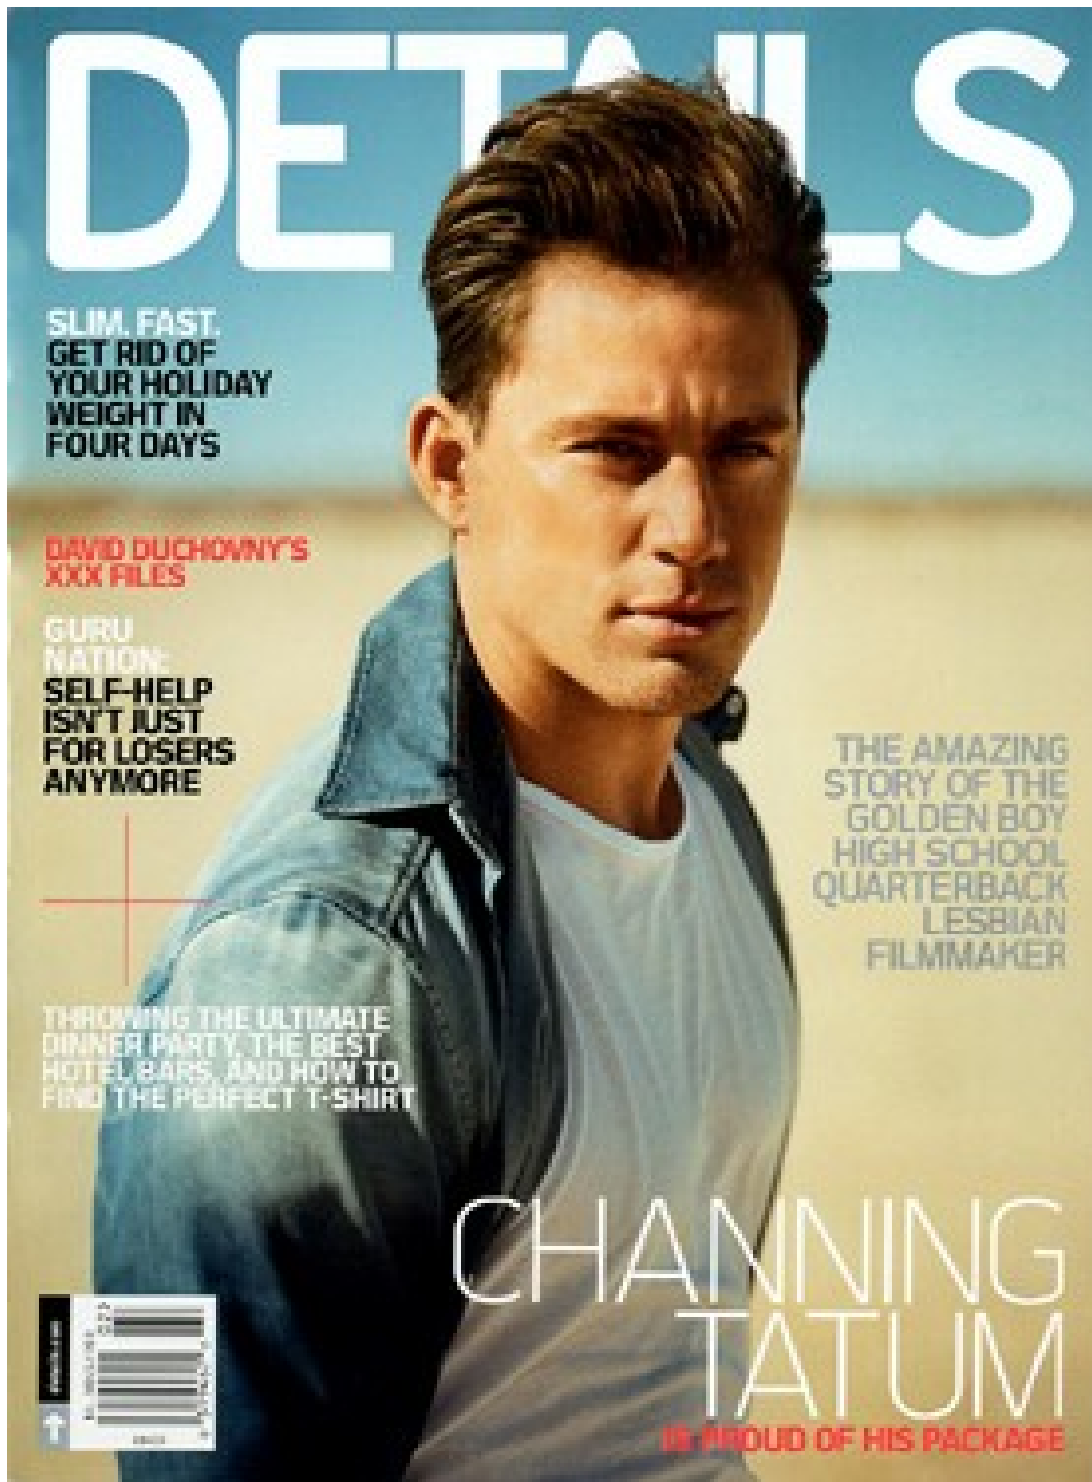 DETAILS
SLIM. FAST.
GET RID OF
YOUR HOLIDAY
WEIGHT IN
FOUR DAYS
DAVID DUCHOVNY'S
XXX FILES
GURU
NATION:
SELF-HELP
ISN'T JUST
FOR LOSERS
ANYMORE
THE AMAZING
STORY OF THE
GOLDEN BOY
HIGH SCHOOL
QUARTERBACK
LESBIAN
FILMMAKER
THROWING THE ULTIMATE
DINNER PARTY, THE BEST
HOTEL BARS, AND HOW TO
FIND THE PERFECT T-SHIRT
CHANNING
TATUM
IS PROUD OF HIS PACKAGE